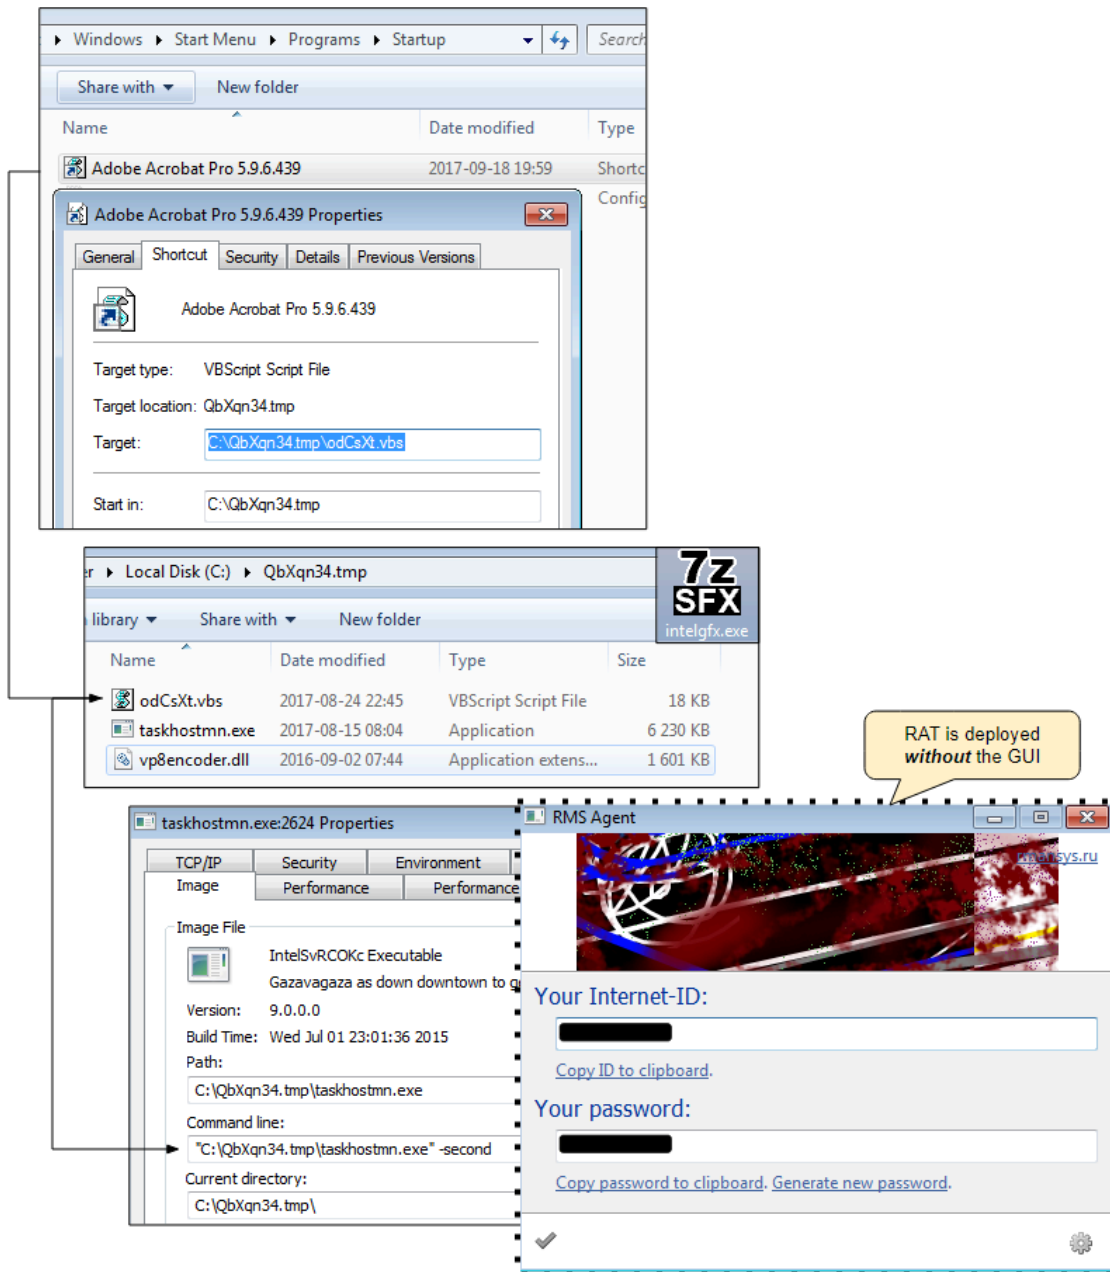 Windows Start Menu Programs Startup Search
Share with New folder
Name Date modified Type
Adobe Acrobat Pro 5.9.6.439 2017-09-18 19:59 Shortc
Config
Adobe Acrobat Pro 5.9.6.439 Properties
General Shortcut Security Details Previous Versions
Adobe Acrobat Pro 5.9.6.439
Target type: VBScript Script File
Target location: QbXqn34.tmp
Target: C:\QbXqn34.tmp\odCsXt.vbs
Start in: C:\QbXqn34.tmp
er Local Disk (C:) QbXqn34.tmp
7z
SFX
intelgfx.exe
library Share with New folder
Name Date modified Type Size
odCsXt.vbs 2017-08-24 22:45 VBScript Script File 18 KB
taskhostmn.exe 2017-08-15 08:04 Application 6 230 KB
vp8encoder.dll 2016-09-02 07:44 Application extens... 1 601 KB
RAT is deployed
without the GUI
taskhostmn.exe:2624 Properties
TCP/IP Security Environment
Image Performance Performance
Image File
IntelSvRCOKc Executable
Gazavagaza as down downtown to g
Version: 9.0.0.0
Build Time: Wed Jul 01 23:01:36 2015
Path:
C:\QbXqn34.tmp\taskhostmn.exe
Command line:
"C:\QbXqn34.tmp\taskhostmn.exe" -second
Current directory:
C:\QbXqn34.tmp\
RMS Agent
Your Internet-ID:
Copy ID to clipboard.
Your password:
Copy password to clipboard. Generate new password.